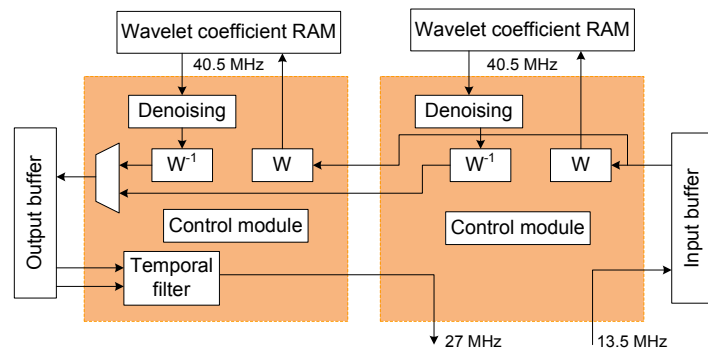 Wavelet coefficient RAM
Wavelet coefficient RAM
40.5 MHz
40.5 MHz
Denoising
Denoising
W-1
W
W-1
W
Output buffer
Input buffer
Control module
Control module
Temporal
filter
27 MHz
13.5 MHz